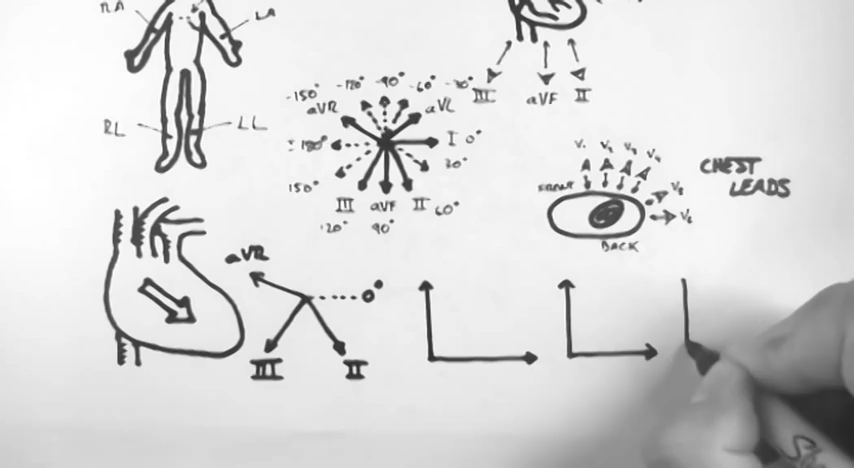 RA
LA
RL
LL
-150°
-120°
-90°
-60°
-30°
aVR
aVL
± 180°
I 0°
30°
150°
III
aVF
II
60°
120°
90°
III
aVF
II
V₁
V₂
V₃
V₄
V₅
V₆
FRONT
BACK
CHEST
LEADS
aVR
0°
III
II